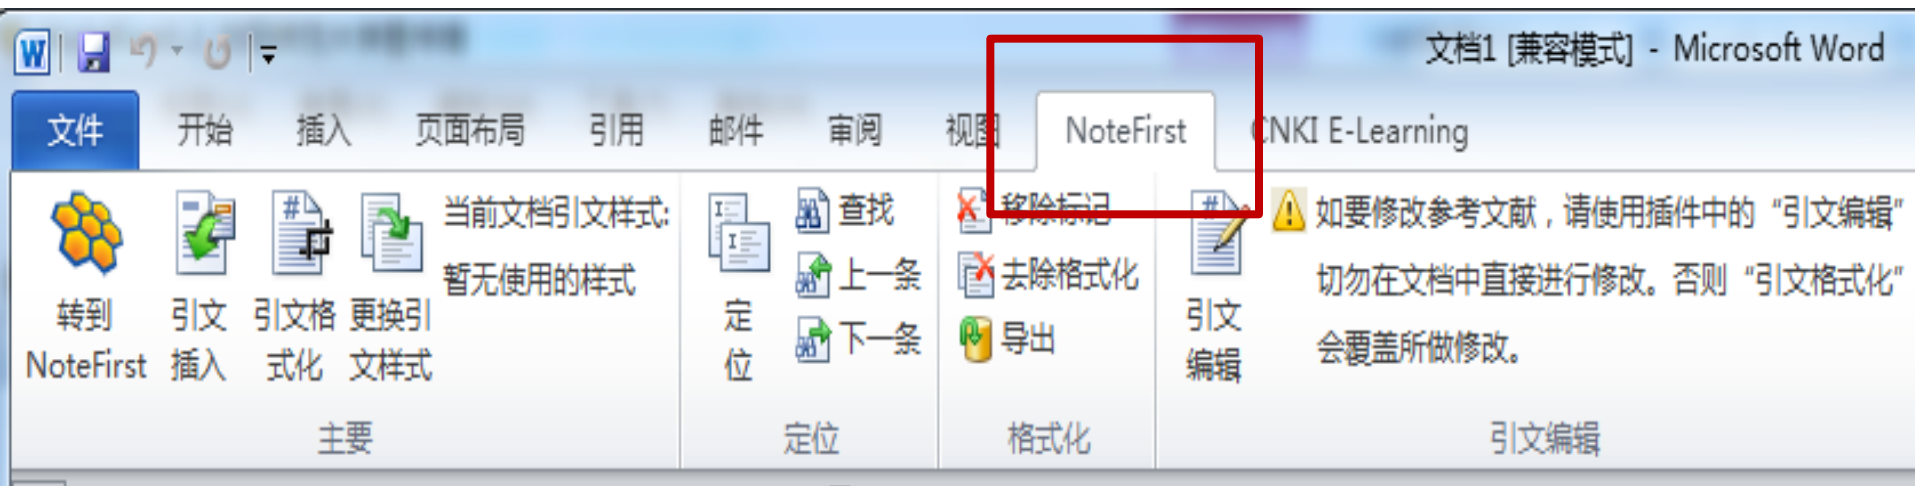 文档1 [兼容模式] - Microsoft Word
文件 开始 插入 页面布局 引用 邮件 审阅 视图 NoteFirst CNKI E-Learning
转到
NoteFirst
引文
插入
引文格
式化
更换引
文样式
当前文档引文样式:
暂无使用的样式
主要
定
位
查找
上一条
下一条
定位
移除标记
去除格式化
导出
格式化
引文
编辑
如要修改参考文献，请使用插件中的“引文编辑”
切勿在文档中直接进行修改。否则“引文格式化”
会覆盖所做修改。
引文编辑